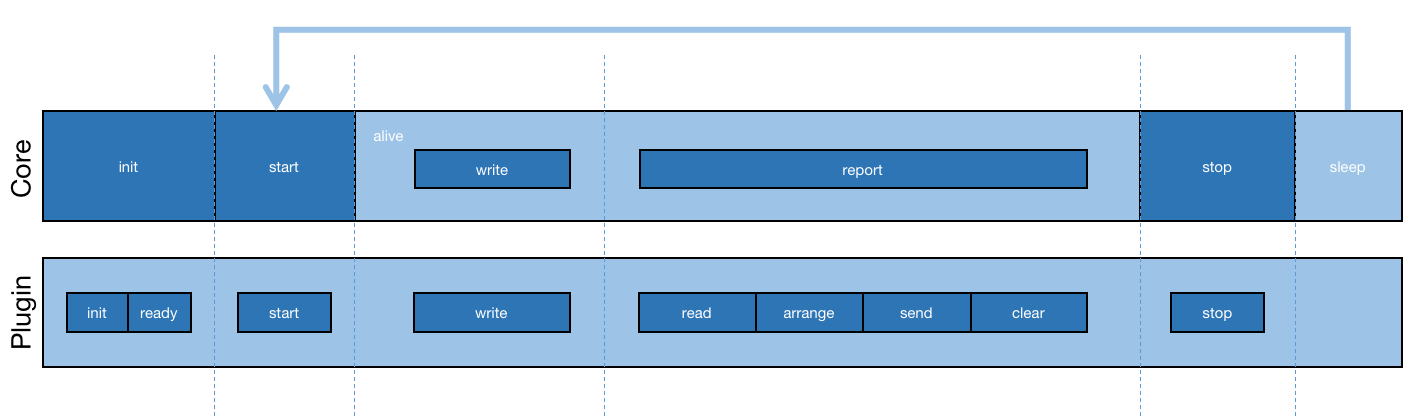 Core
init
start
alive
write
report
stop
sleep
Plugin
init
ready
start
write
read
arrange
send
clear
stop